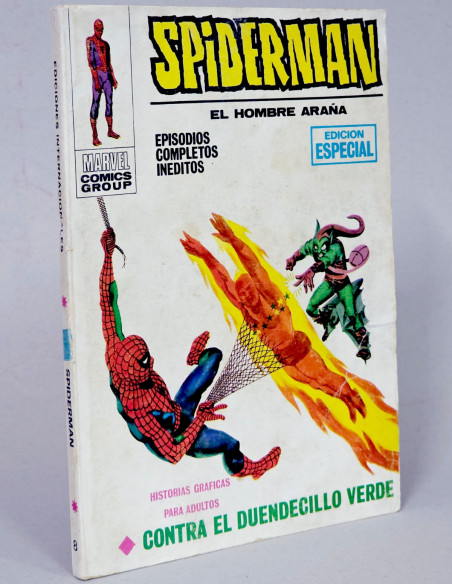 SPiDERMAN
EL HOMBRE ARAÑA
MARVEL
COMICS
GROUP
EPISODIOS
COMPLETOS
INEDITOS
EDICION
ESPECIAL
HISTORIAS GRAFICAS
PARA ADULTOS
CONTRA EL DUENDECILLO VERDE
EDICIONES INTERNACIONALES
SPIDERMAN
8